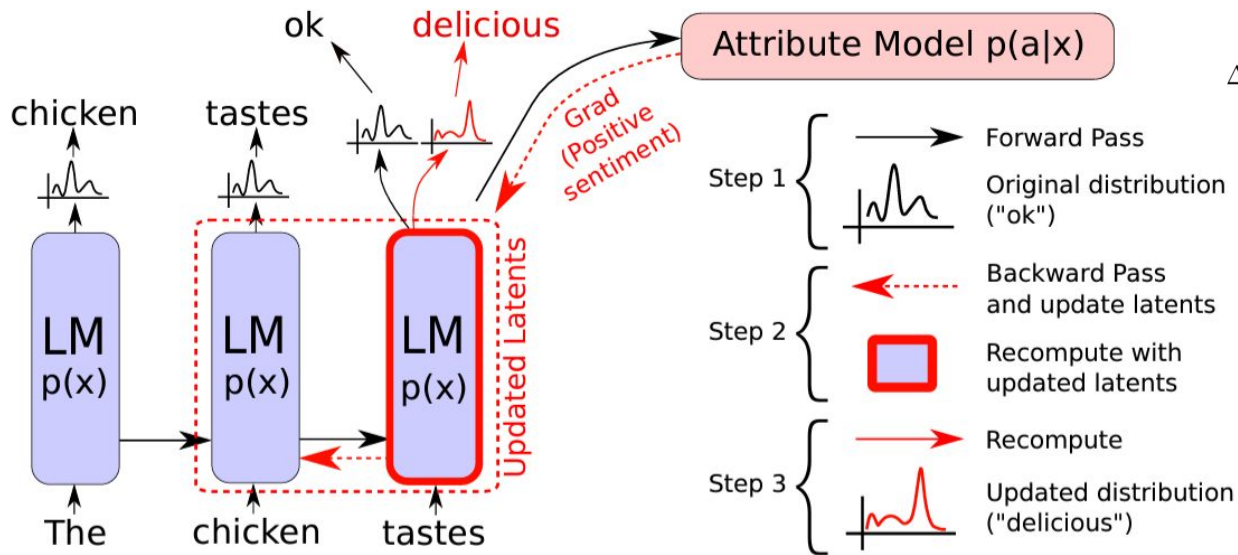 ok
delicious
Attribute Model p(a|x)
Δ
chicken
tastes
Grad
(Positive
sentiment)
Step 1
Forward Pass
Original distribution
("ok")
Updated Latents
LM
p(x)
LM
p(x)
LM
p(x)
Step 2
Backward Pass
and update latents
Recompute with
updated latents
Step 3
Recompute
Updated distribution
("delicious")
The
chicken
tastes